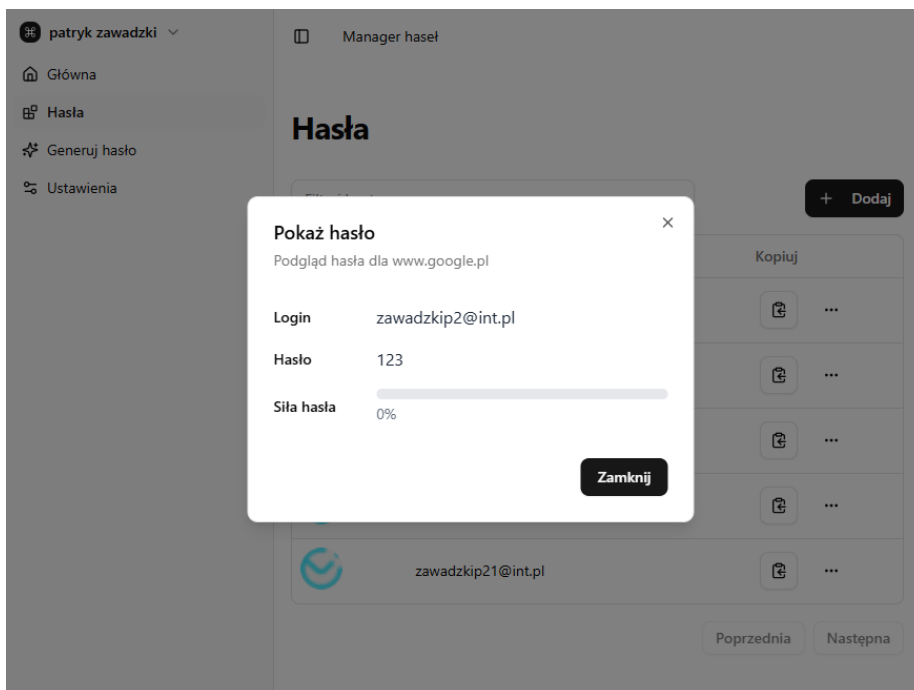 patryk zawadzki
Manager haseł
Główna
Hasła
Generuj hasło
Ustawienia
Hasła
Dodaj
Kopiuj
Pokaż hasło
Podgląd hasła dla www.google.pl
Login zawadzkip2@int.pl
Hasło 123
Siła hasła 0%
Zamknij
zawadzkip21@int.pl
Poprzednia Następna